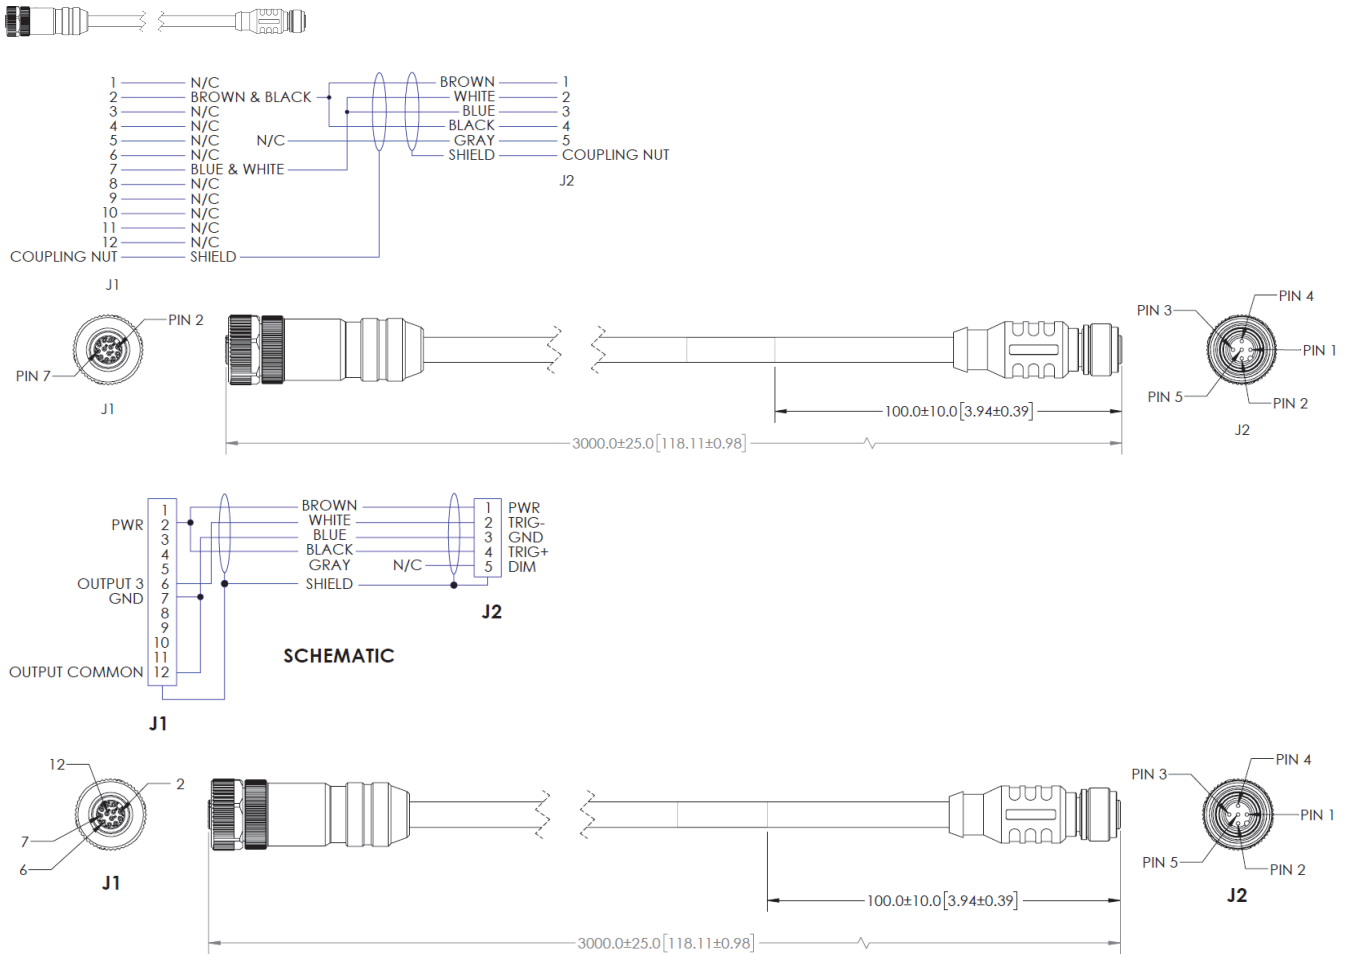 1 N/C BROWN 1
2 BROWN & BLACK WHITE 2
3 N/C BLUE 3
4 N/C BLACK 4
5 N/C N/C GRAY 5
6 N/C SHIELD COUPLING NUT
7 BLUE & WHITE
8 N/C J2
9 N/C
10 N/C
11 N/C
12 N/C
COUPLING NUT SHIELD
J1
PIN 2
PIN 7
J1
PIN 4
PIN 3
PIN 1
PIN 5
PIN 2
J2
100.0±10.0[3.94±0.39]
3000.0±25.0[118.11±0.98]
1 BROWN 1 PWR
PWR 2 WHITE 2 TRIG-
3 BLUE 3 GND
4 BLACK 4 TRIG+
5 GRAY N/C 5 DIM
OUTPUT 3 6 SHIELD
GND 7
8 J2
9
10
11 SCHEMATIC
OUTPUT COMMON 12
J1
12
2
7
6
J1
PIN 4
PIN 3
PIN 1
PIN 5
PIN 2
J2
100.0±10.0[3.94±0.39]
3000.0±25.0[118.11±0.98]